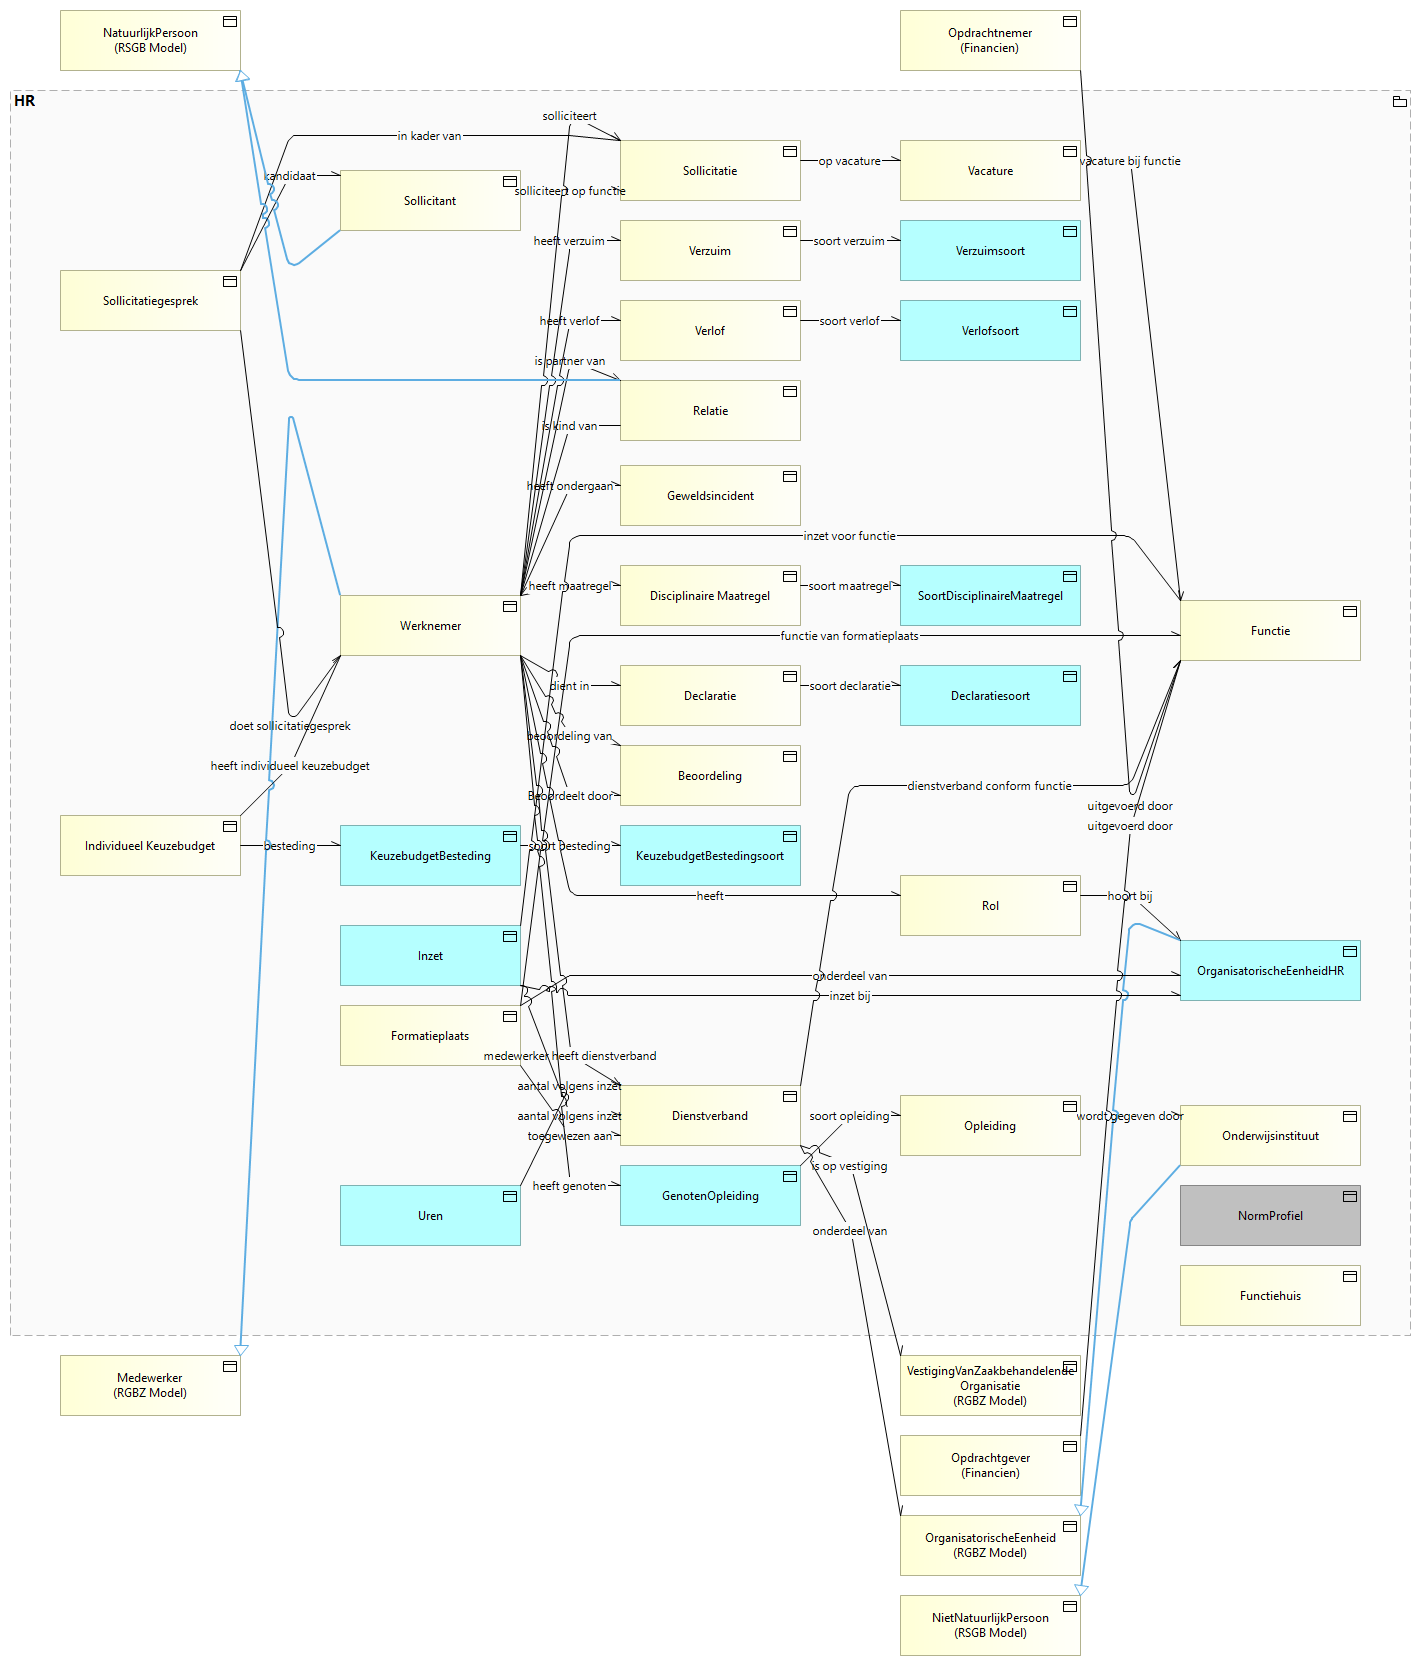 NatuurlijkPersoon
(RSGB Model)
Opdrachtnemer
(Financien)
HR
solliciteert
in kader van
Sollicitatie
op vacature
Vacature
vacature bij functie
kandidaat
Sollicitant
solliciteert op functie
heeft verzuim
Verzuim
soort verzuim
Verzuimsoort
Sollicitatiegesprek
heeft verlof
Verlof
soort verlof
Verlofsoort
is partner van
Relatie
is kind van
heeft ondergaan
Geweldsincident
inzet voor functie
heeft maatregel
Disciplinaire Maatregel
soort maatregel
SoortDisciplinaireMaatregel
Werknemer
functie van formatieplaats
Functie
dient in
Declaratie
soort declaratie
Declaratiesoort
doet sollicitatiegesprek
beoordeling van
heeft individueel keuzebudget
Beoordeling
dienstverband conform functie
Beoordeelt door
uitgevoerd door
uitgevoerd door
Individueel Keuzebudget
besteding
KeuzebudgetBesteding
soort besteding
KeuzebudgetBestedingsoort
heeft
Rol
hoort bij
Inzet
onderdeel van
OrganisatorischeEenheidHR
inzet bij
Formatieplaats
medewerker heeft dienstverband
aantal volgens inzet
aantal volgens inzet
toegewezen aan
Dienstverband
soort opleiding
Opleiding
wordt gegeven door
Onderwijsinstituut
is op vestiging
heeft genoten
GenotenOpleiding
Uren
NormProfiel
onderdeel van
Functiehuis
Medewerker
(RGBZ Model)
VestigingVanZaakbehandelende
Organisatie
(RGBZ Model)
Opdrachtgever
(Financien)
OrganisatorischeEenheid
(RGBZ Model)
NietNatuurlijkPersoon
(RSGB Model)